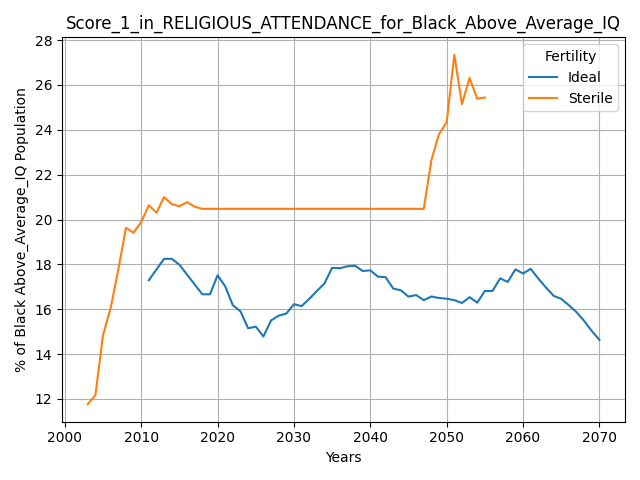 Score_1_in_RELIGIOUS_ATTENDANCE_for_Black_Above_Average_IQ
% of Black Above_Average_IQ Population
28
26
24
22
20
18
16
14
12
Fertility
Ideal
Sterile
2000 2010 2020 2030 2040 2050 2060 2070
Years